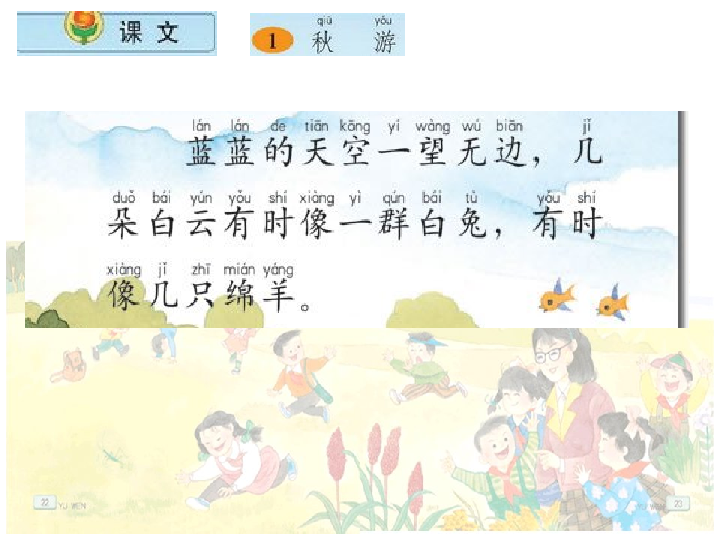 课文
qiū yóu
1 秋 游
lán lán de tiān kōng yí wàng wú biān jǐ
蓝蓝的天空一望无边，几
duǒ bái yún yǒu shí xiàng yì qún bái tù yǒu shí
朵白云有时像一群白兔，有时
xiàng jǐ zhī mián yáng
像几只绵羊。
22 YU WEN
YU WEN 23